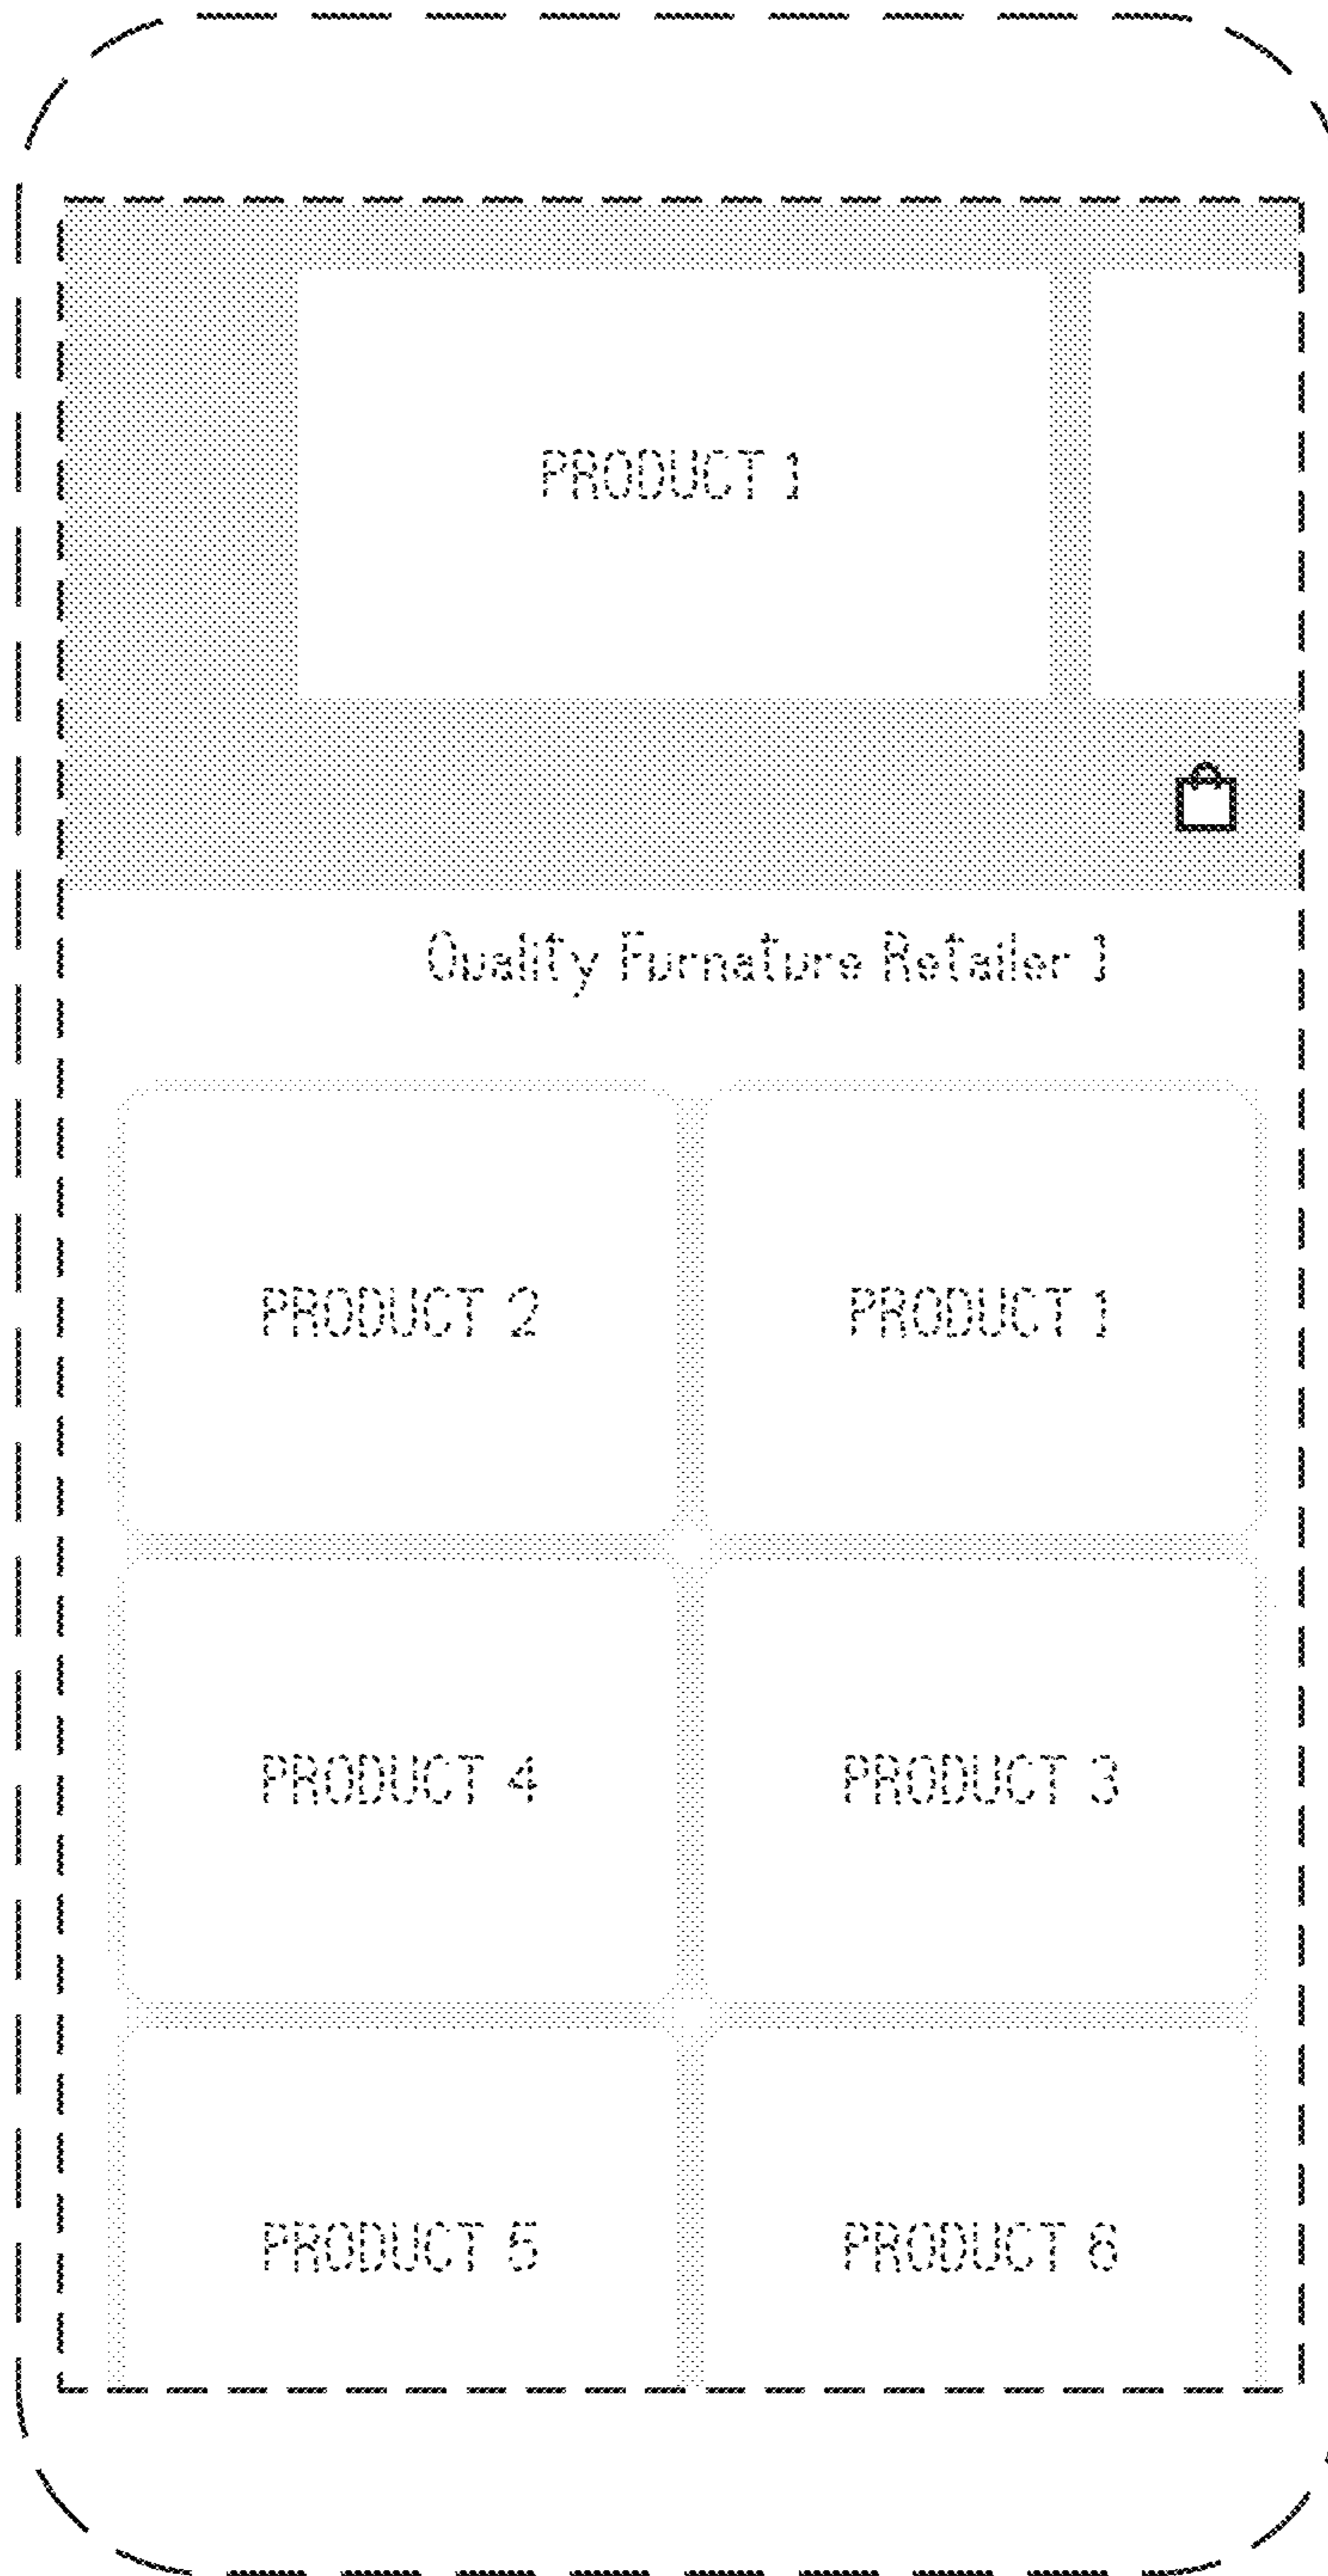 PRODUCT 1
Quality Furnature Retailer 1
PRODUCT 2 PRODUCT 1
PRODUCT 4 PRODUCT 3
PRODUCT 5 PRODUCT 6